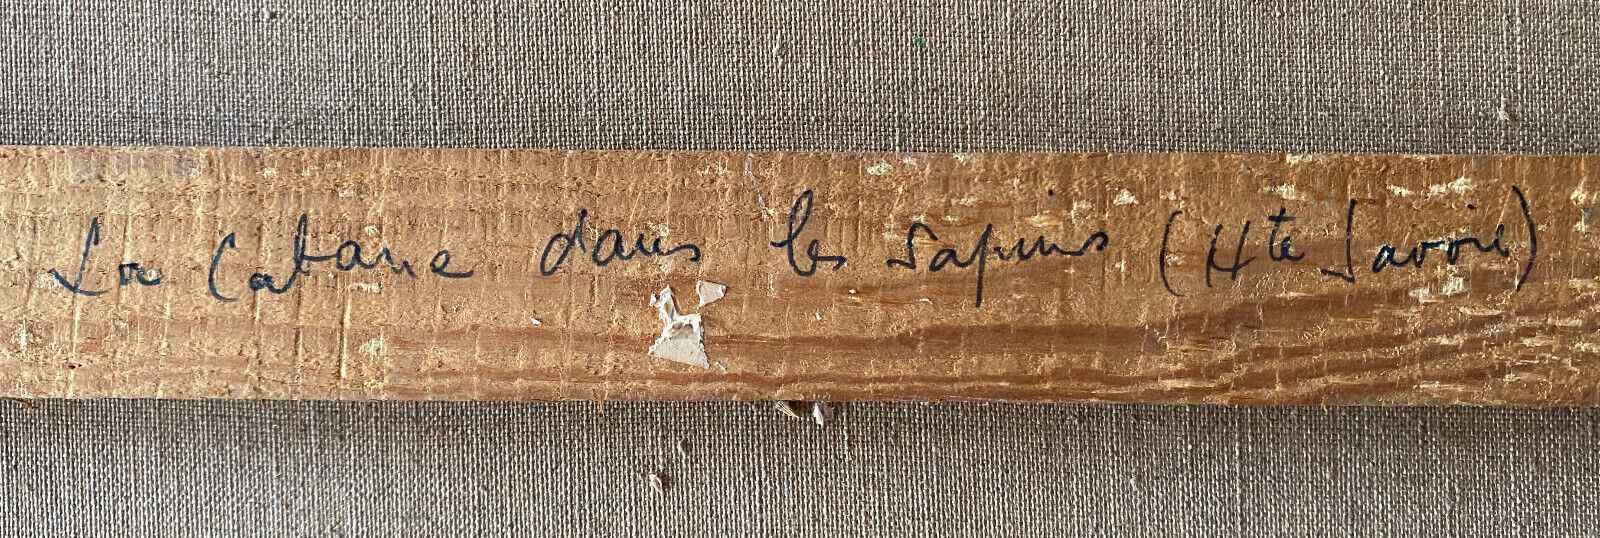 La Cabane dans les sapins (Hte Savoie)